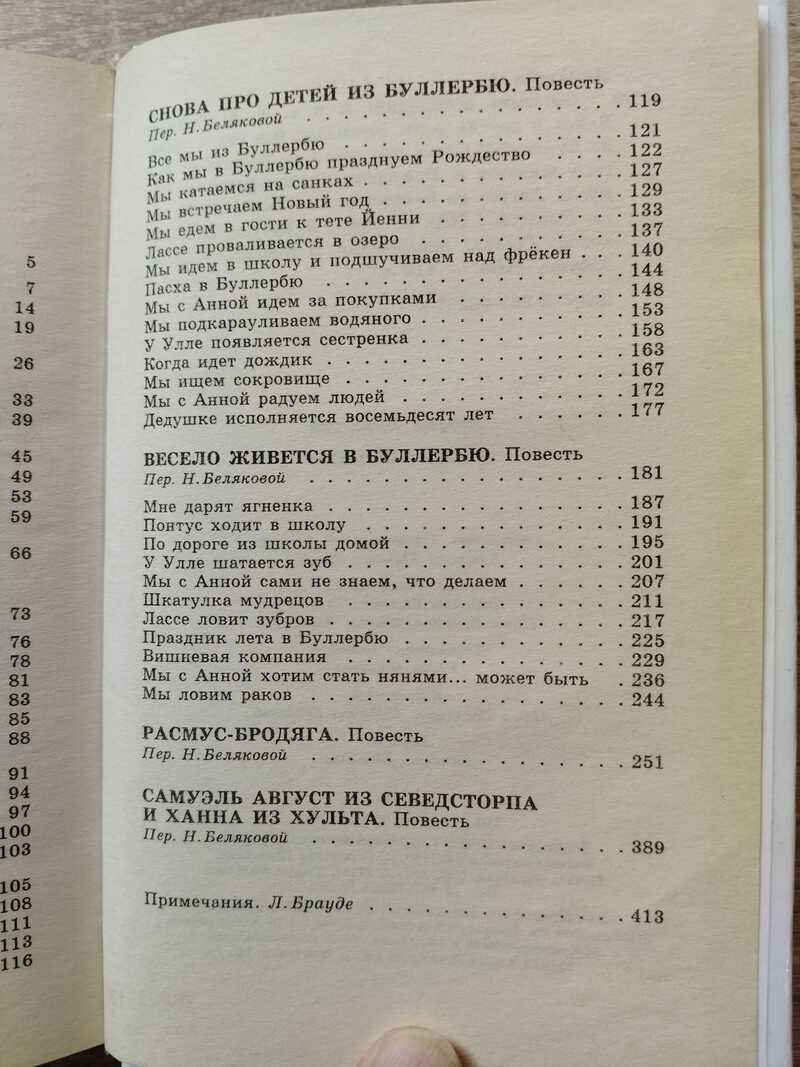 5
7
14
19
26
33
39
45
49
53
59
66
73
76
78
81
83
85
88
91
94
97
100
103
105
108
111
113
116
СНОВА ПРО ДЕТЕЙ ИЗ БУЛЛЕРБЮ. Повесть
Пер. Н.Беляковой . . . . . . . . . . . . . . . . 119
Все мы из Буллербю . . . . . . . . . . . . . . 121
Как мы в Буллербю празднуем Рождество . . . . 122
Мы катаемся на санках . . . . . . . . . . . . . 127
Мы встречаем Новый год . . . . . . . . . . . . 129
Мы едем в гости к тете Йенни . . . . . . . . . 133
Лассе проваливается в озеро . . . . . . . . . . 137
Мы идем в школу и подшучиваем над фрёкен . . . 140
Пасха в Буллербю . . . . . . . . . . . . . . . 144
Мы с Анной идем за покупками . . . . . . . . 148
Мы подкарауливаем водяного . . . . . . . . . . 153
У Улле появляется сестренка . . . . . . . . . . 158
Когда идет дождик . . . . . . . . . . . . . . 163
Мы ищем сокровище . . . . . . . . . . . . . . 167
Мы с Анной радуем людей . . . . . . . . . . . 172
Дедушке исполняется восемьдесят лет . . . . . . 177
ВЕСЕЛО ЖИВЕТСЯ В БУЛЛЕРБЮ. Повесть
Пер. Н.Беляковой . . . . . . . . . . . . . . . 181
Мне дарят ягненка . . . . . . . . . . . . . . . 187
Понтус ходит в школу . . . . . . . . . . . . . 191
По дороге из школы домой . . . . . . . . . . . 195
У Улле шатается зуб . . . . . . . . . . . . . . 201
Мы с Анной сами не знаем, что делаем . . . . . . 207
Шкатулка мудрецов . . . . . . . . . . . . . . 211
Лассе ловит зубров . . . . . . . . . . . . . . . 217
Праздник лета в Буллербю . . . . . . . . . . . 225
Вишневая компания . . . . . . . . . . . . . . 229
Мы с Анной хотим стать нянями... может быть . 236
Мы ловим раков . . . . . . . . . . . . . . . . 244
РАСМУС-БРОДЯГА. Повесть
Пер. Н.Беляковой . . . . . . . . . . . . . . . . 251
САМУЭЛЬ АВГУСТ ИЗ СЕВЕДСТОРПА
И ХАННА ИЗ ХУЛЬТА. Повесть
Пер. Н.Беляковой . . . . . . . . . . . . . . . . 389
Примечания. Л.Брауде . . . . . . . . . . . . . 413